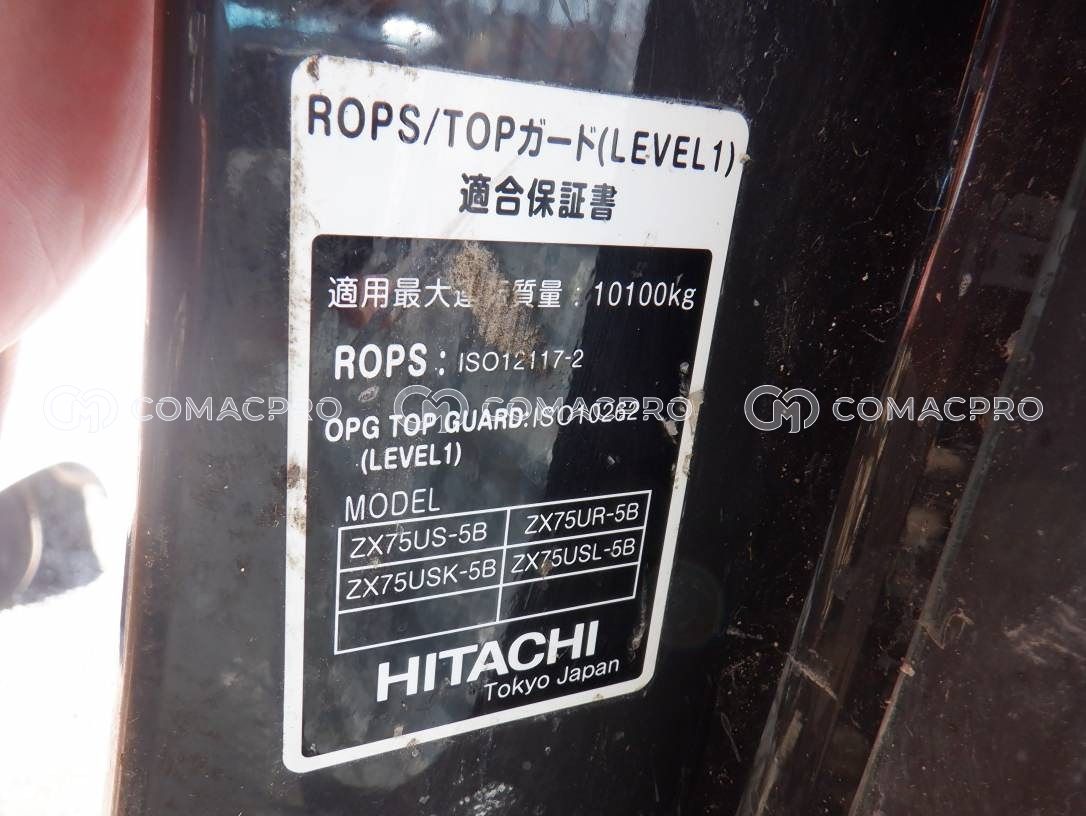 ROPS/TOPガード(LEVEL1)
適合保証書
適用最大運転質量 : 10100kg
ROPS : ISO12117-2
COMACPRO COMACPRO COMACPRO
OPG TOP GUARD: ISO10262
(LEVEL1)
MODEL
ZX75US-5B ZX75UR-5B
ZX75USK-5B ZX75USL-5B
HITACHI
Tokyo Japan